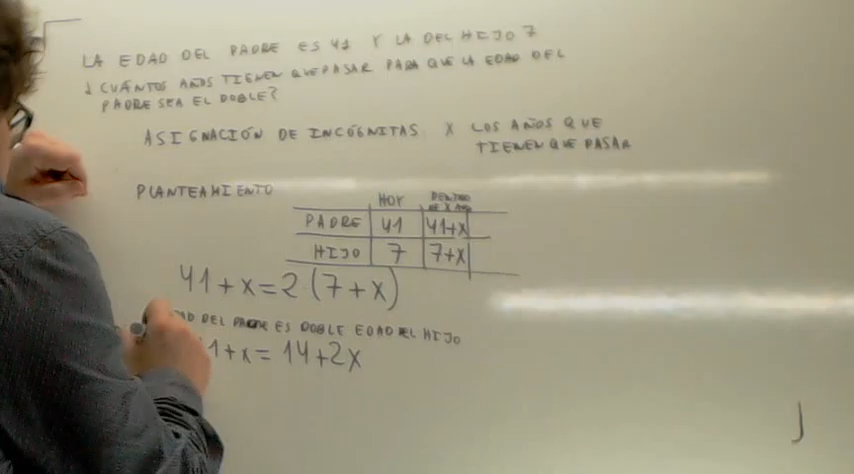 LA EDAD DEL PADRE ES 41 Y LA DEL HIJO 7
¿CUÁNTOS AÑOS TIENEN QUE PASAR PARA QUE LA EDAD DEL
PADRE SEA EL DOBLE?
ASIGNACIÓN DE INCÓGNITAS X LOS AÑOS QUE
TIENEN QUE PASAR
PLANTEAMIENTO
HOY DENTRO
DE X
PADRE 41 41+X
HIJO 7 7+X
41+x=2(7+x)
DEL PADRE ES DOBLE EDAD EL HIJO
1+x=14+2x